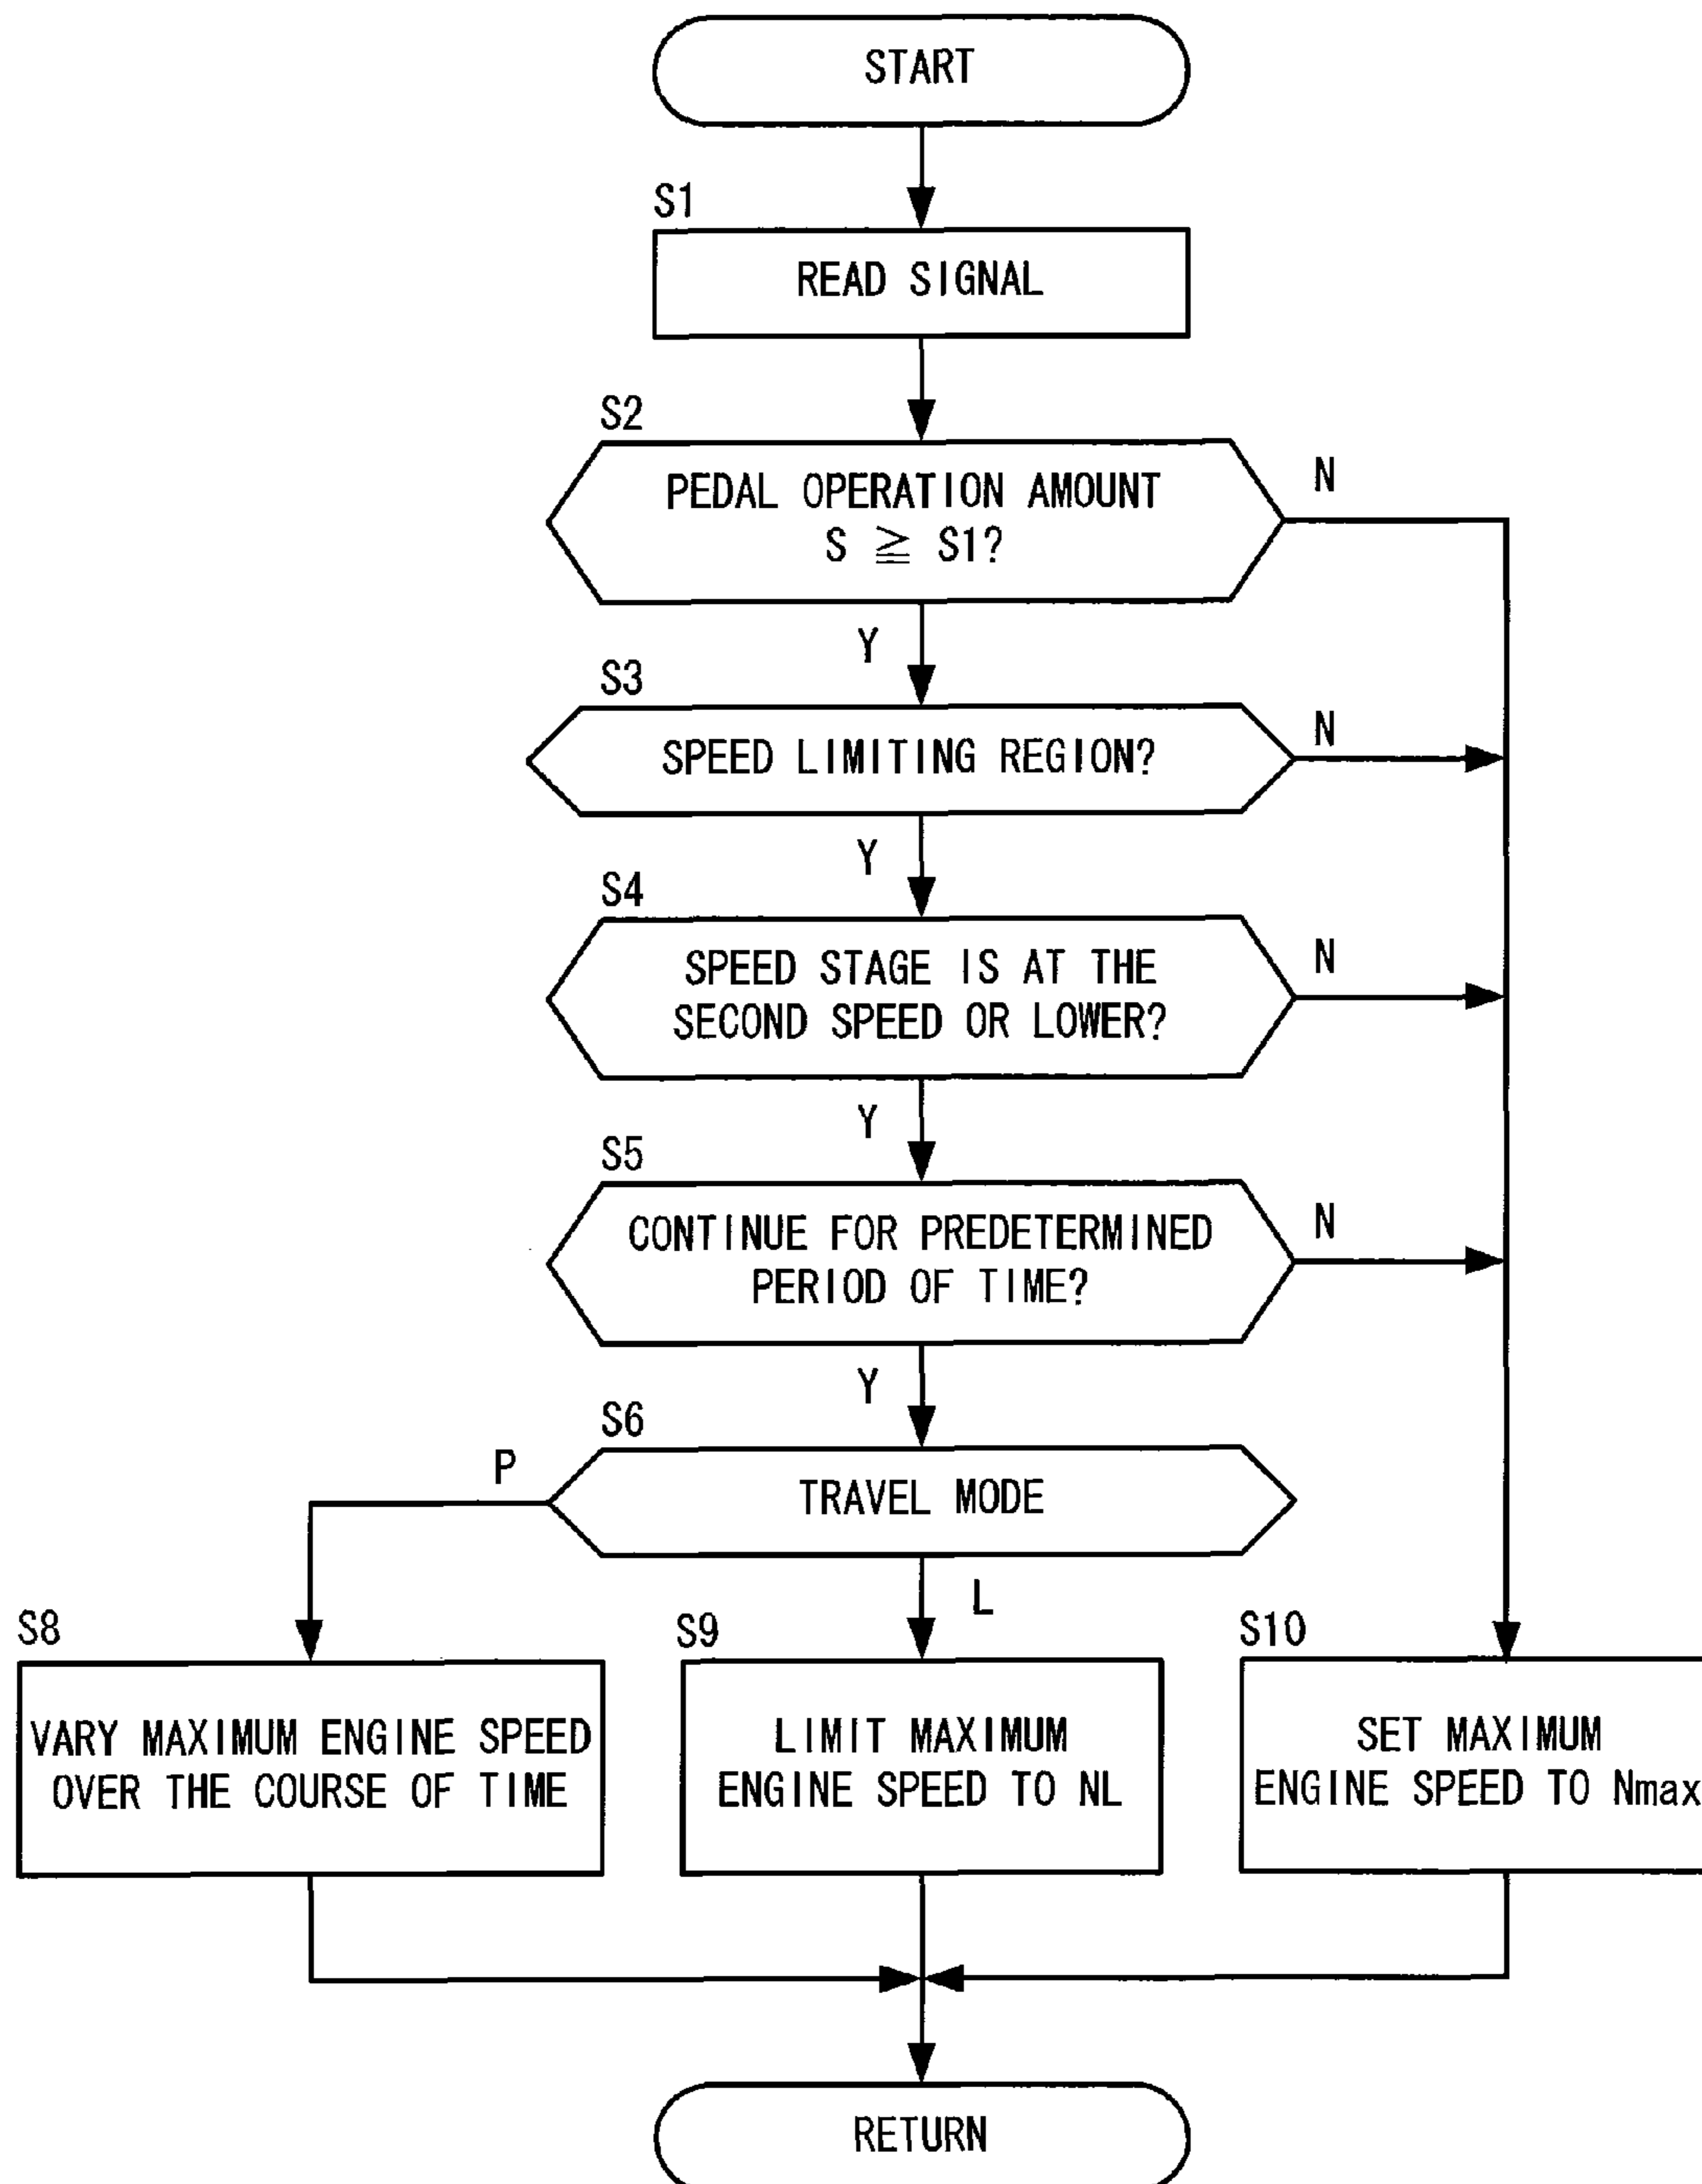 START
S1
READ SIGNAL
S2
PEDAL OPERATION AMOUNT
S ≧ S1?
N
Y
S3
SPEED LIMITING REGION?
N
Y
S4
SPEED STAGE IS AT THE
SECOND SPEED OR LOWER?
N
Y
S5
CONTINUE FOR PREDETERMINED
PERIOD OF TIME?
N
Y
S6
TRAVEL MODE
P
L
S8
VARY MAXIMUM ENGINE SPEED
OVER THE COURSE OF TIME
S9
LIMIT MAXIMUM
ENGINE SPEED TO NL
S10
SET MAXIMUM
ENGINE SPEED TO Nmax
RETURN